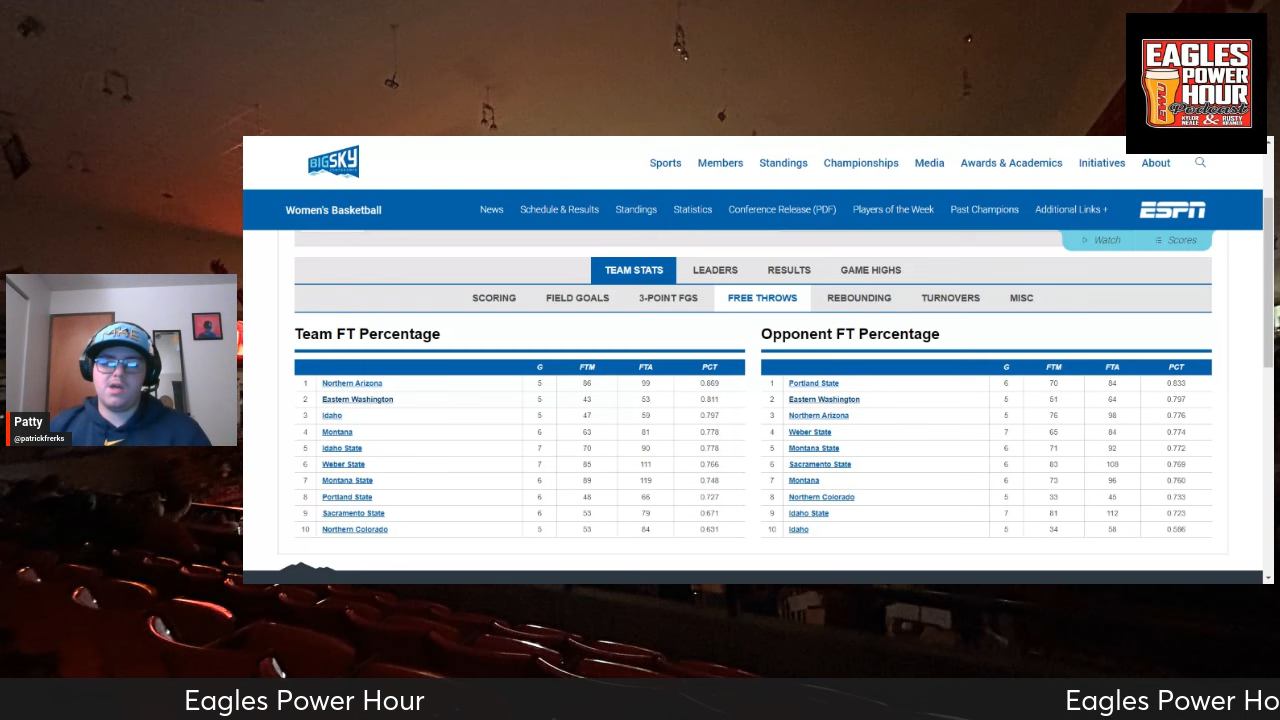 EAGLES
POWER
HOUR
Podcast
KYLOR
NEALE & RUSTY
KRAMER
BIGSKY
CONFERENCE
Sports Members Standings Championships Media Awards & Academics Initiatives About
Women's Basketball News Schedule & Results Standings Statistics Conference Release (PDF) Players of the Week Past Champions Additional Links + ESPN
Watch Scores
TEAM STATS LEADERS RESULTS GAME HIGHS
SCORING FIELD GOALS 3-POINT FGS FREE THROWS REBOUNDING TURNOVERS MISC
Team FT Percentage
G FTM FTA PCT
1 Northern Arizona 5 86 99 0.869
2 Eastern Washington 5 43 53 0.811
3 Idaho 5 47 59 0.797
4 Montana 6 63 81 0.778
5 Idaho State 7 70 90 0.778
6 Weber State 7 85 111 0.766
7 Montana State 6 89 119 0.748
8 Portland State 6 48 66 0.727
9 Sacramento State 6 53 79 0.671
10 Northern Colorado 5 53 84 0.631
Opponent FT Percentage
G FTM FTA PCT
1 Portland State 6 70 84 0.833
2 Eastern Washington 5 51 64 0.797
3 Northern Arizona 5 76 98 0.776
4 Weber State 7 65 84 0.774
5 Montana State 6 71 92 0.772
6 Sacramento State 6 83 108 0.769
7 Montana 6 73 96 0.760
8 Northern Colorado 5 33 45 0.733
9 Idaho State 7 81 112 0.723
10 Idaho 5 34 58 0.586
MKE
Patty
@patrickfrerks
Eagles Power Hour Eagles Power Ho